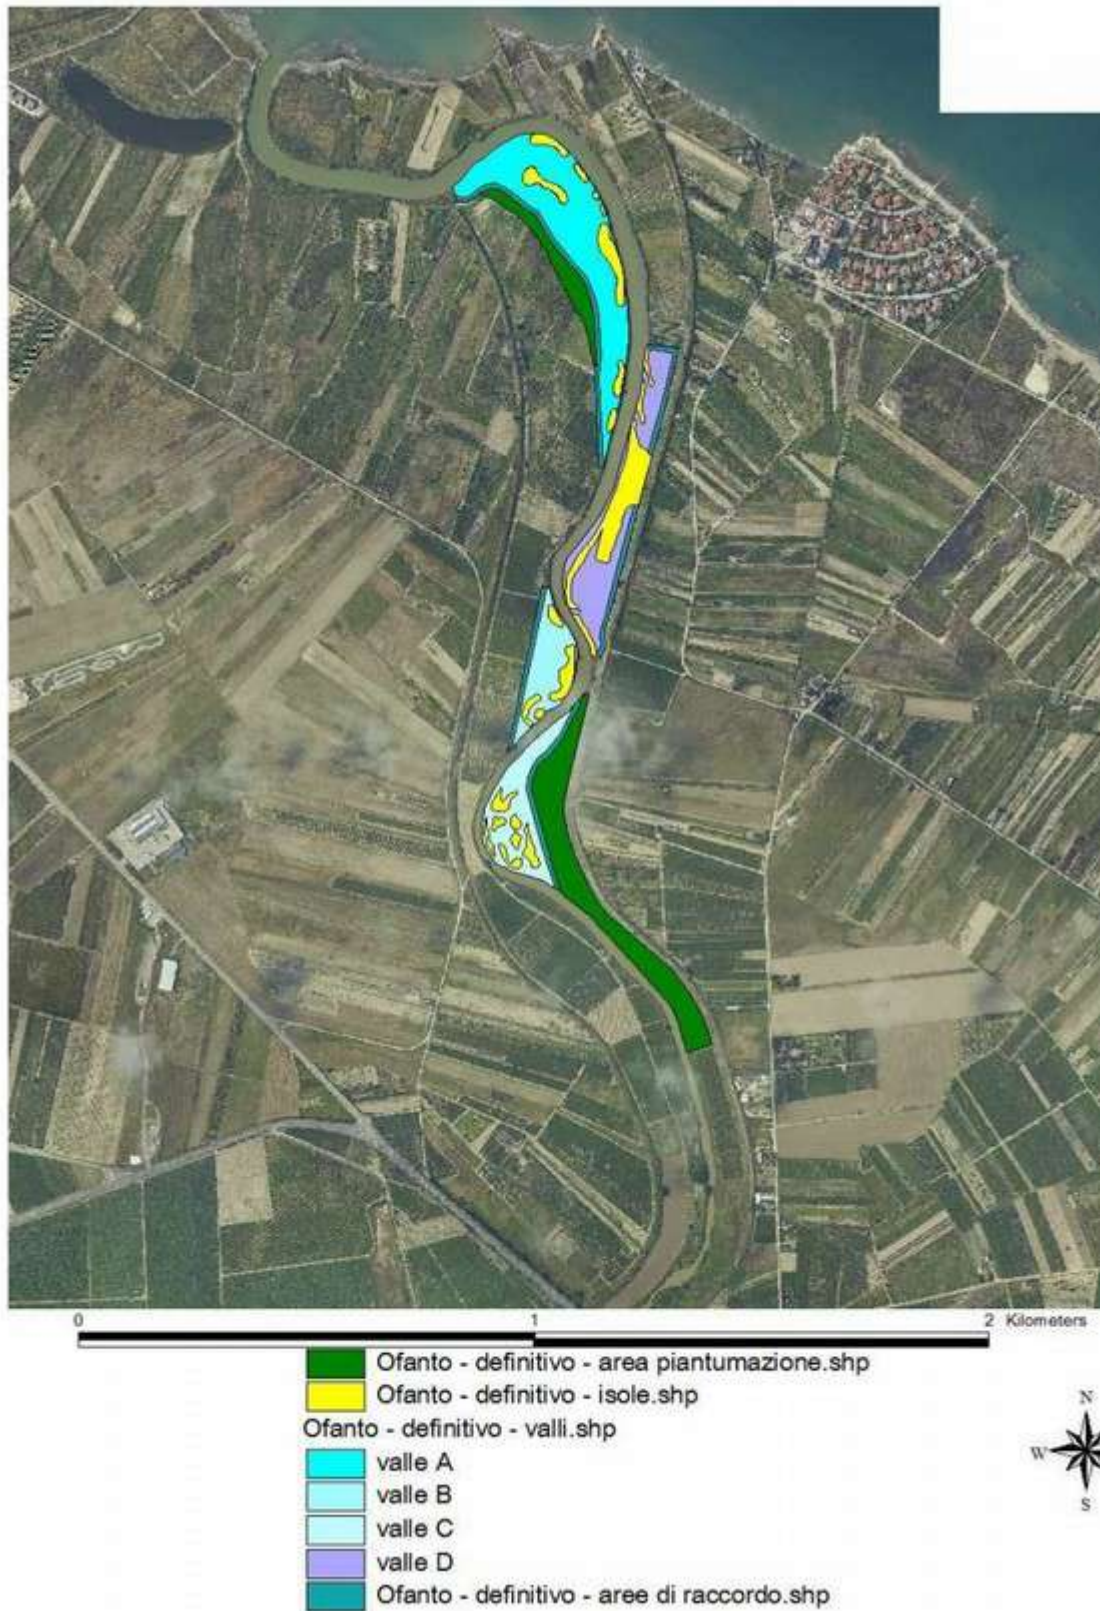 0 1 2 Kilometers
Ofanto - definitivo - area piantumazione.shp
Ofanto - definitivo - isole.shp
Ofanto - definitivo - valli.shp
valle A
valle B
valle C
valle D
Ofanto - definitivo - aree di raccordo.shp
N
W
S